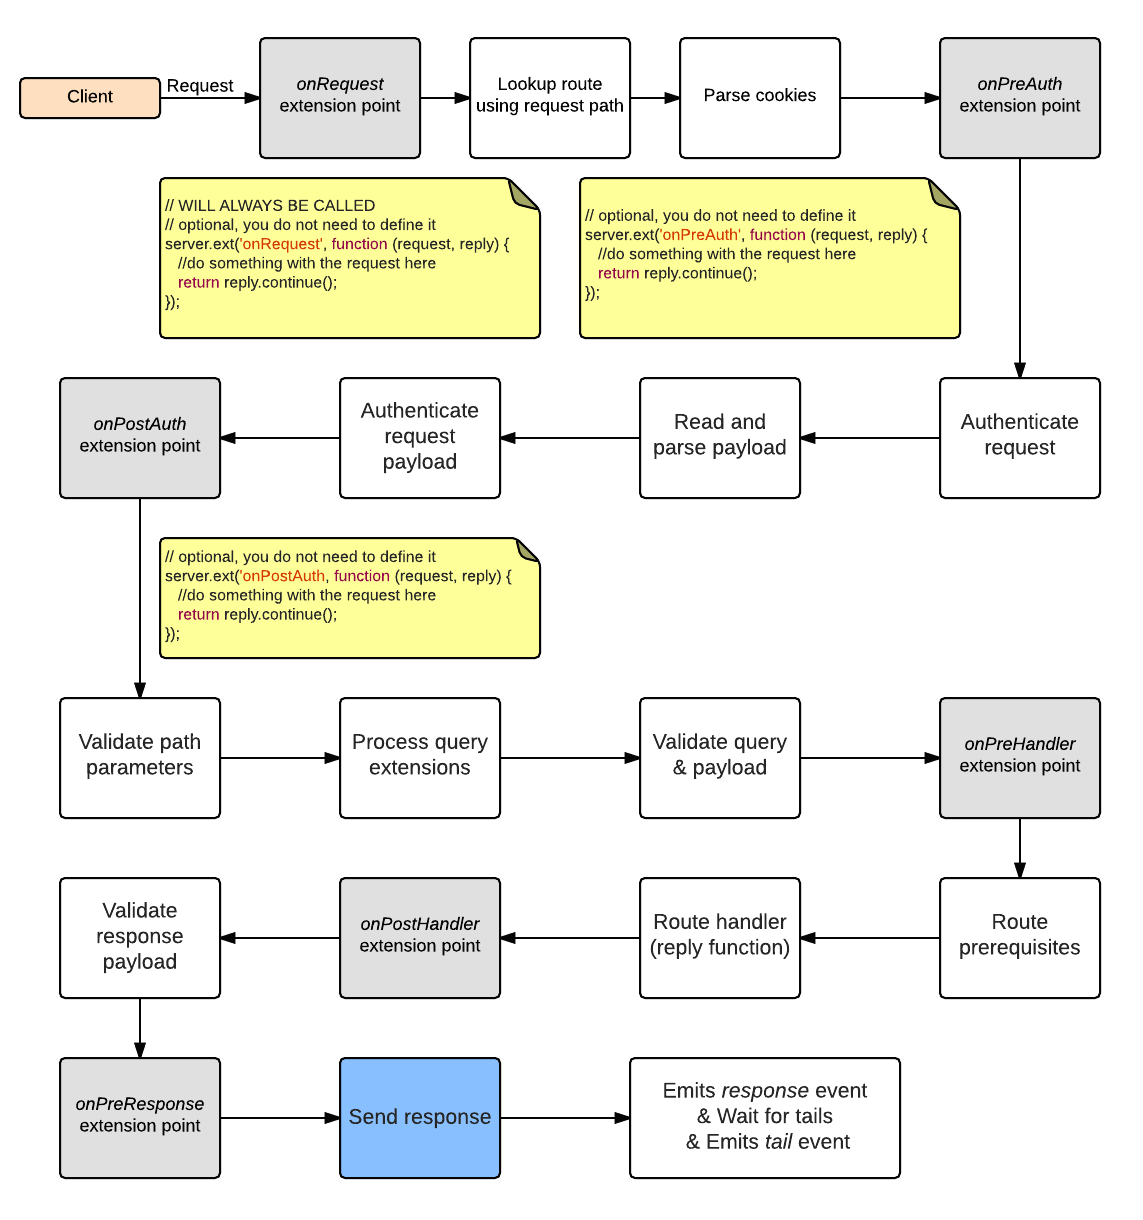 Client
Request
onRequest
extension point
Lookup route
using request path
Parse cookies
onPreAuth
extension point
// WILL ALWAYS BE CALLED
// optional, you do not need to define it
server.ext('onRequest', function (request, reply) {
//do something with the request here
return reply.continue();
});
// optional, you do not need to define it
server.ext('onPreAuth', function (request, reply) {
//do something with the request here
return reply.continue();
});
Authenticate
request
Read and
parse payload
Authenticate
request
payload
onPostAuth
extension point
// optional, you do not need to define it
server.ext('onPostAuth, function (request, reply) {
//do something with the request here
return reply.continue();
});
Validate path
parameters
Process query
extensions
Validate query
& payload
onPreHandler
extension point
Route
prerequisites
Route handler
(reply function)
onPostHandler
extension point
Validate
response
payload
onPreResponse
extension point
Send response
Emits response event
& Wait for tails
& Emits tail event